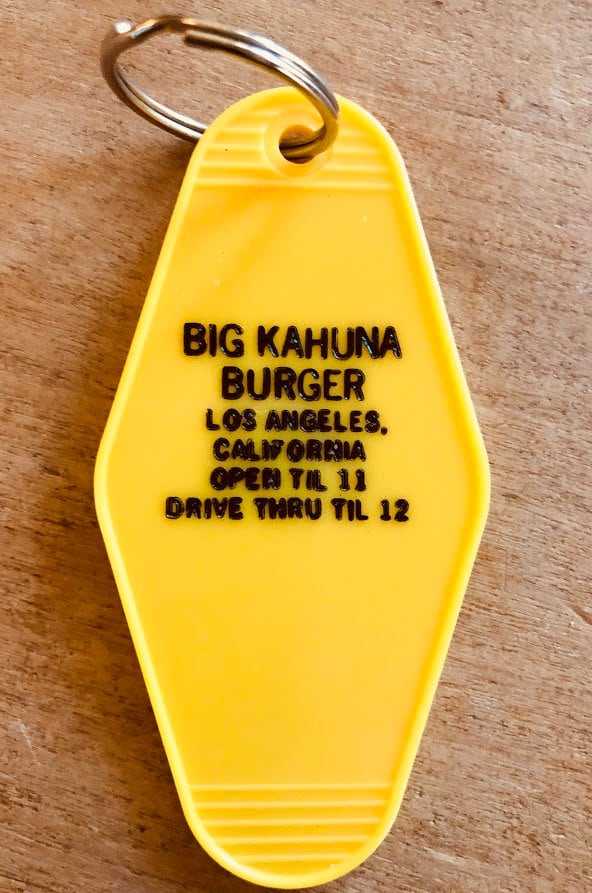 BIG KAHUNA
BURGER
LOS ANGELES,
CALIFORNIA
OPEN TIL 11
DRIVE THRU TIL 12